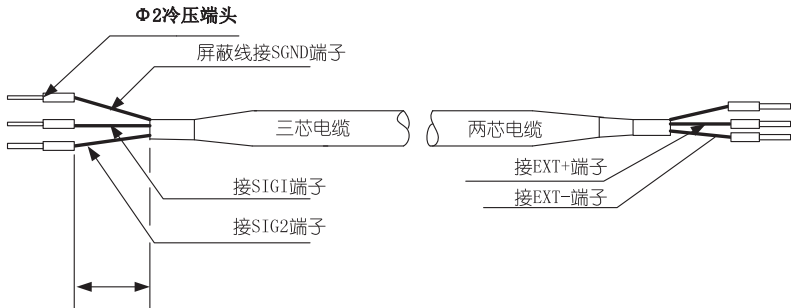 Φ2冷压端头
屏蔽线接SGND端子
三芯电缆
两芯电缆
接EXT+端子
接SIGI端子
接EXT-端子
接SIG2端子